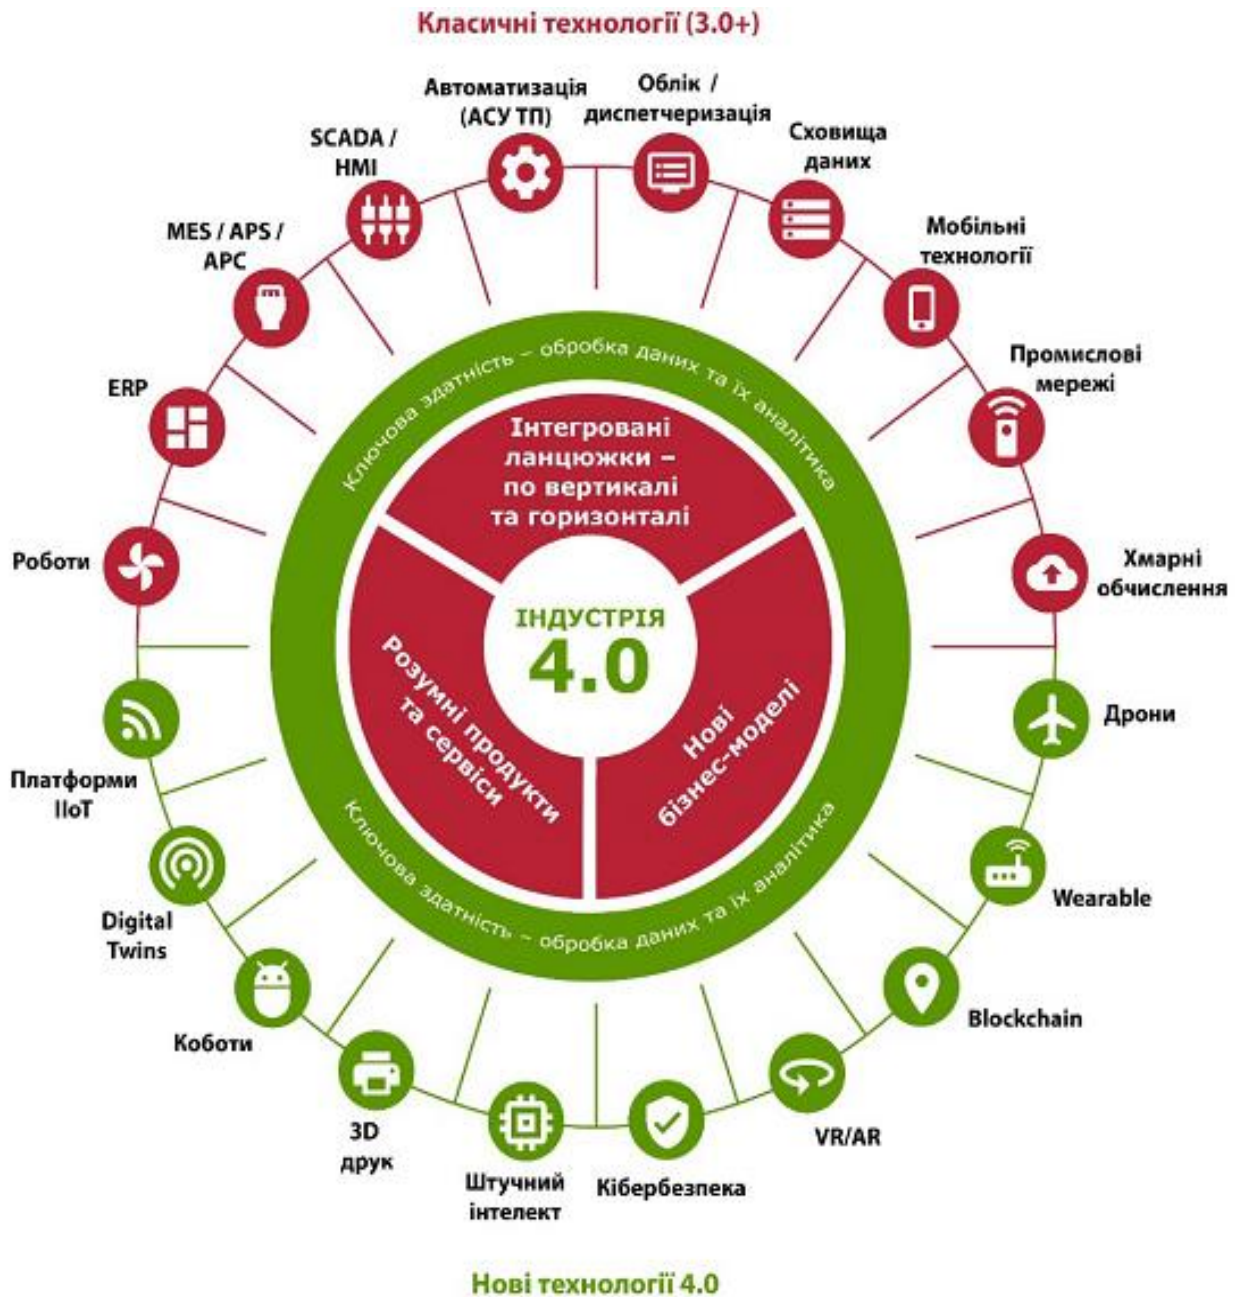 Класичні технології (3.0+)
Автоматизація
(АСУ ТП)
Облік /
диспетчеризація
SCADA /
HMI
Сховища
даних
MES / APS /
APC
Мобільні
технології
ERP
Промислові
мережі
Роботи
Хмарні
обчислення
Ключова здатність – обробка даних та їх аналітика
Інтегровані
ланцюжки –
по вертикалі
та горизонталі
ІНДУСТРІЯ
4.0
Розумні продукти
та сервіси
Нові
бізнес-моделі
Ключова здатність – обробка даних та їх аналітика
Платформи
IIoT
Дрони
Digital
Twins
Wearable
Коботи
Blockchain
3D
друк
VR/AR
Штучний
інтелект
Кібербезпека
Нові технології 4.0